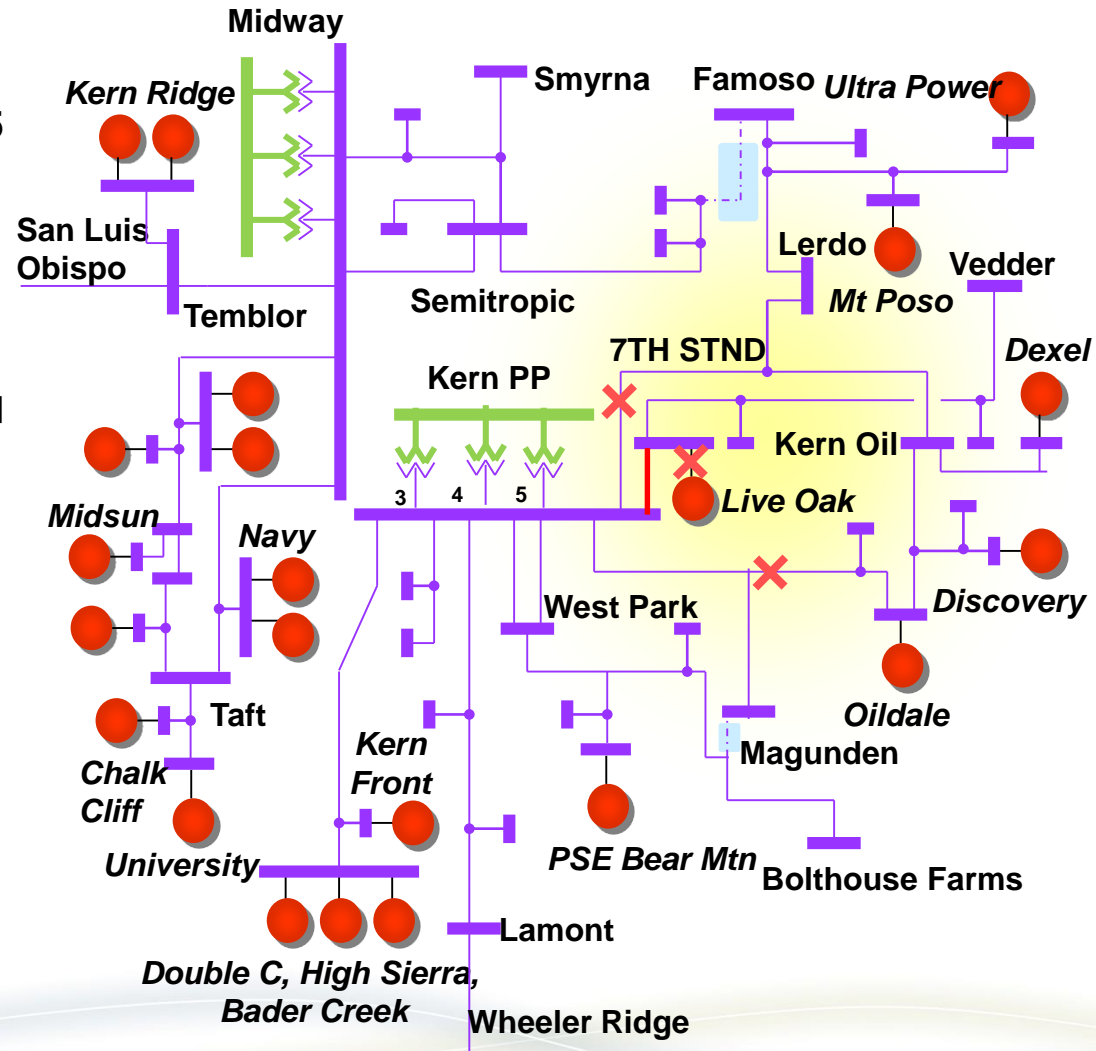 Midway
Smyrna
Famoso
Ultra Power
Kern Ridge
5
San Luis
Obispo
Lerdo
Vedder
Temblor
Semitropic
Mt Poso
7TH STND
Dexel
Kern PP
Kern Oil
3
4
5
Live Oak
Midsun
Navy
West Park
Discovery
Taft
Oildale
Kern
Front
Magunden
Chalk
Cliff
University
PSE Bear Mtn
Bolthouse Farms
Lamont
Double C, High Sierra,
Bader Creek
Wheeler Ridge